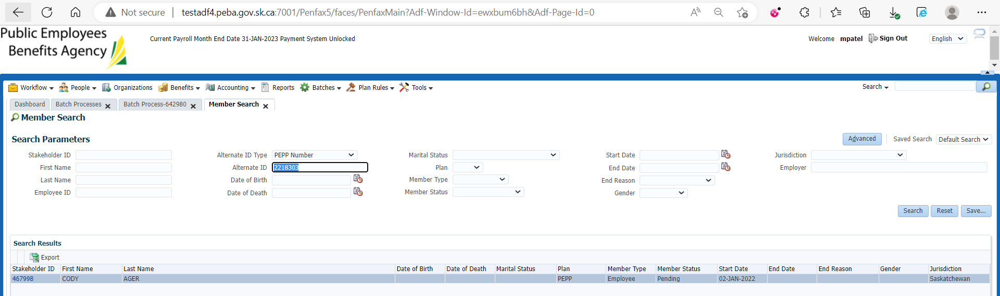 Not secure | testadf4.peba.gov.sk.ca:7001/Penfax5/faces/PenfaxMain?Adf-Window-Id=ewxbum6bh&Adf-Page-Id=0
Public Employees
Benefits Agency
Current Payroll Month End Date 31-JAN-2023 Payment System Unlocked
Welcome mpatel Sign Out English
Workflow People Organizations Benefits Accounting Reports Batches Plan Rules Tools Search
Dashboard Batch Processes Batch Process-642980 Member Search
Member Search
Search Parameters Advanced Saved Search Default Search
Stakeholder ID Alternate ID Type PEPP Number Marital Status Start Date Jurisdiction
First Name Alternate ID 2218303 Plan End Date Employer
Last Name Date of Birth Member Type End Reason
Employee ID Date of Death Member Status Gender
Search Reset Save...
Search Results
Export
Stakeholder ID First Name Last Name Date of Birth Date of Death Marital Status Plan Member Type Member Status Start Date End Date End Reason Gender Jurisdiction
467998 CODY AGER PEPP Employee Pending 02-JAN-2022 Saskatchewan